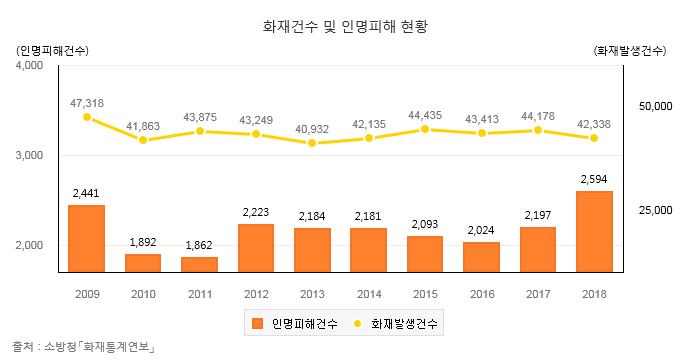 화재건수 및 인명피해 현황
(인명피해건수) (화재발생건수)
4,000
3,000
2,000
50,000
25,000
47,318 41,863 43,875 43,249 40,932 42,135 44,435 43,413 44,178 42,338
2,441 1,892 1,862 2,223 2,184 2,181 2,093 2,024 2,197 2,594
2009 2010 2011 2012 2013 2014 2015 2016 2017 2018
인명피해건수 화재발생건수
출처 : 소방청「화재통계연보」